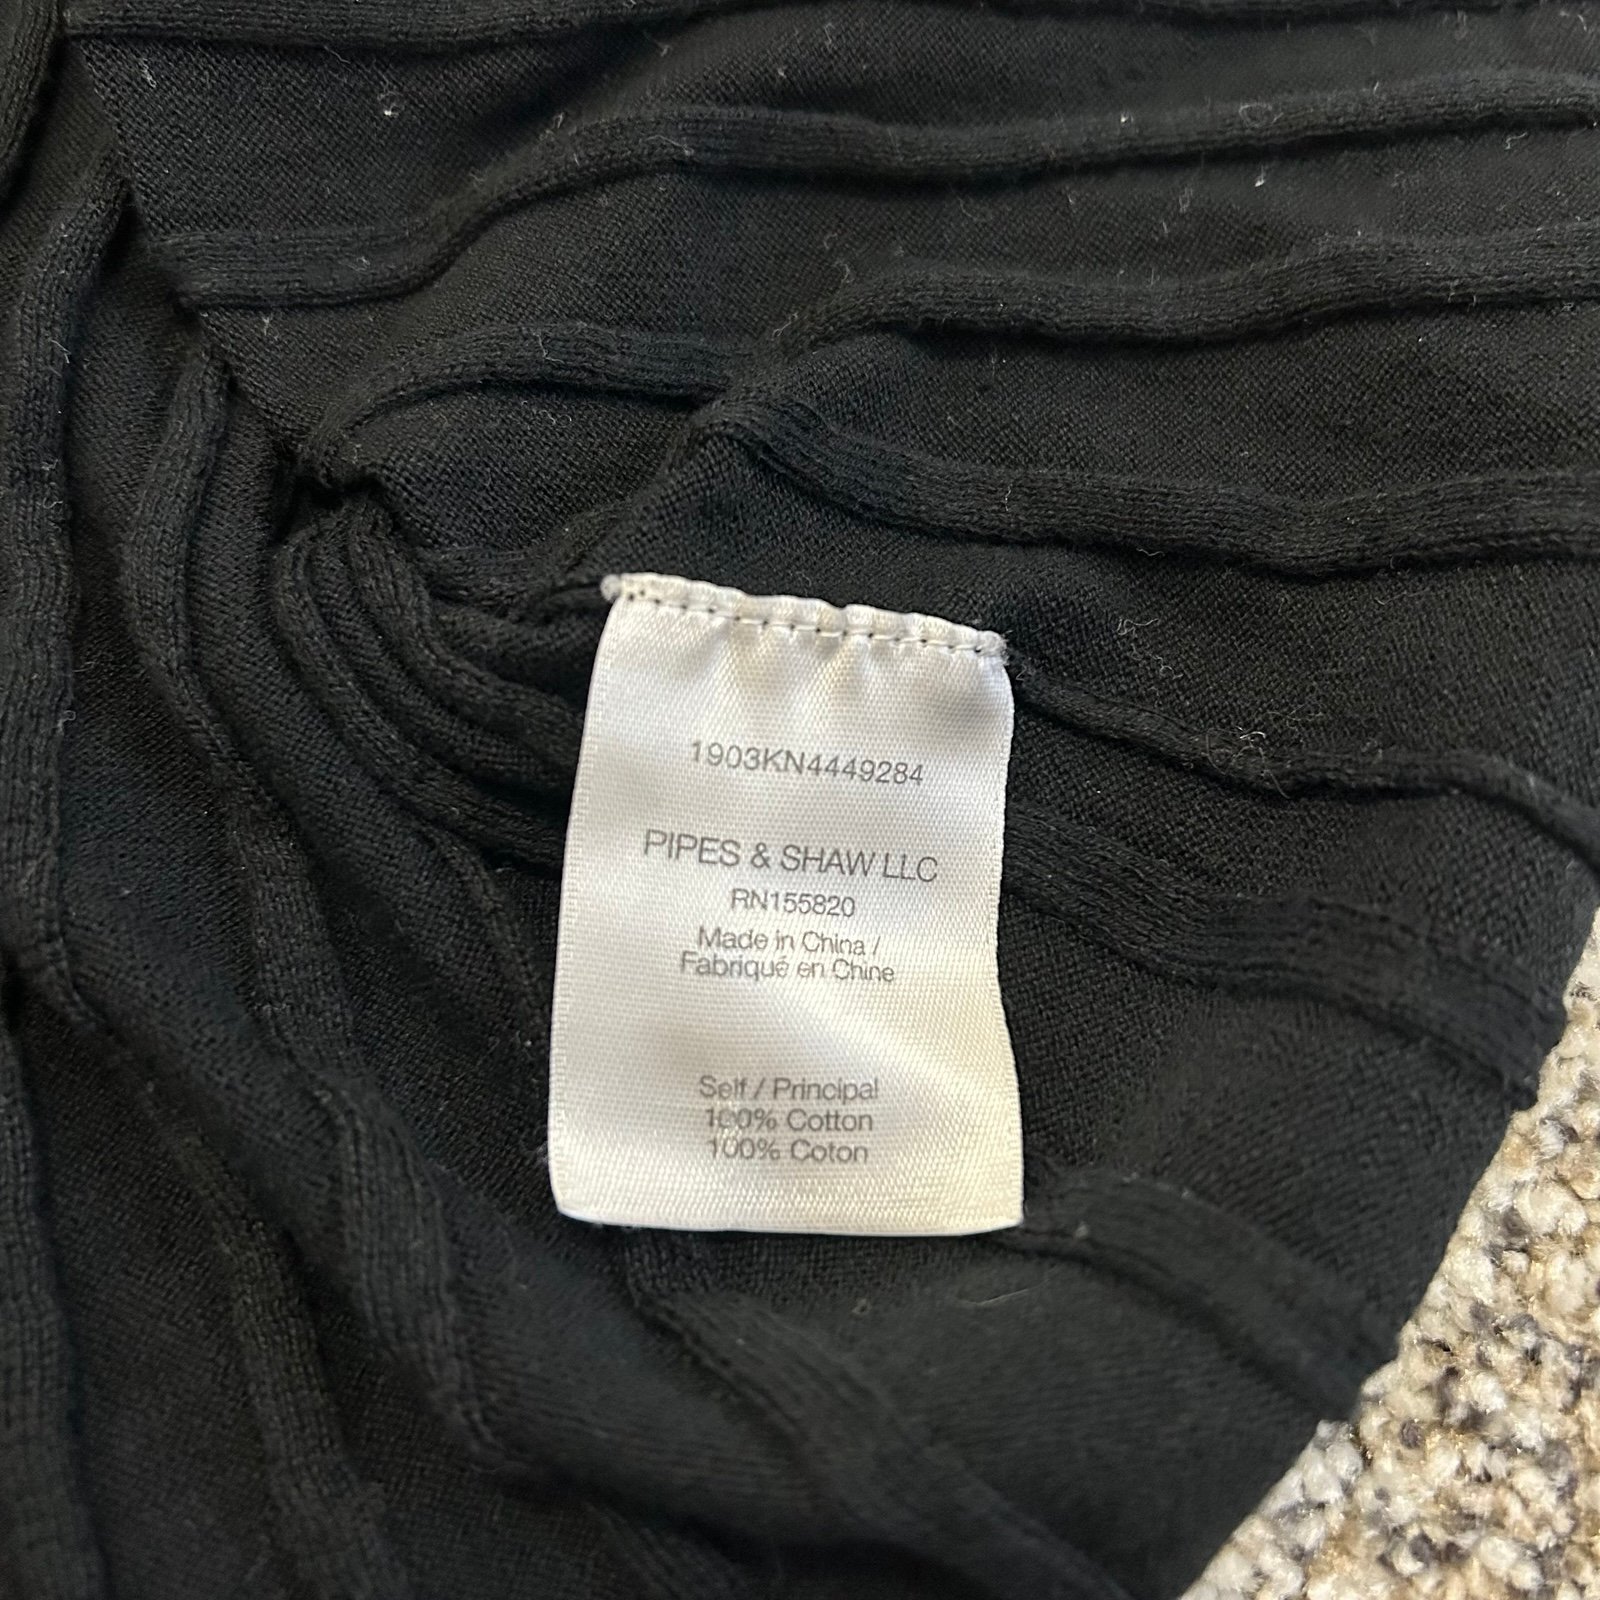 1903KN4449284
PIPES & SHAW LLC
RN155820
Made in China /
Fabriqué en Chine
Self / Principal
100% Cotton
100% Coton